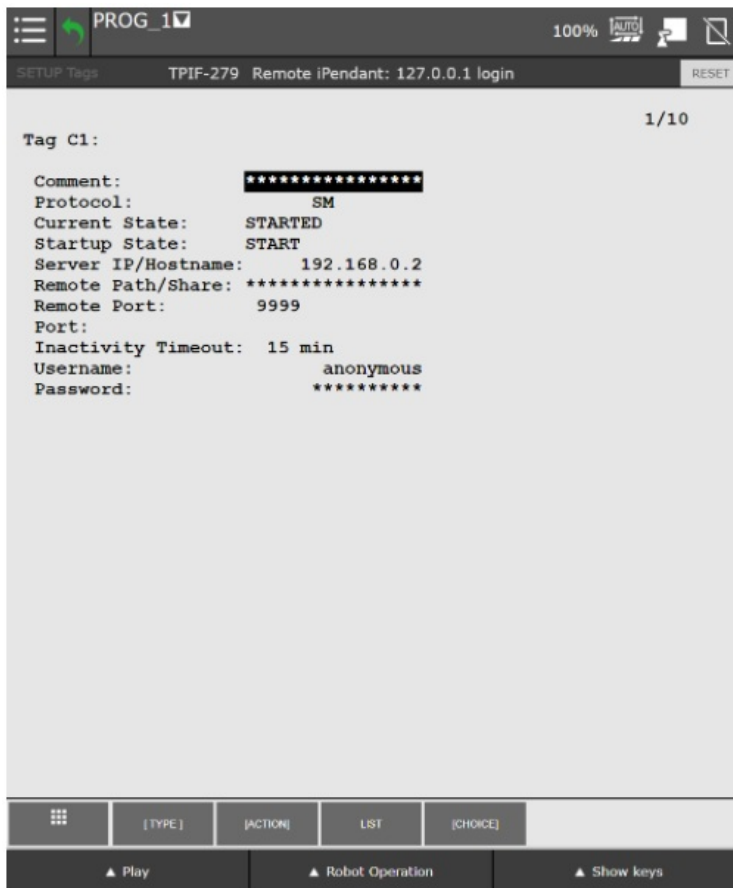 PROG_1
100% AUTO
SETUP Tags TPIF-279 Remote iPendant: 127.0.0.1 login RESET
1/10
Tag C1:
Comment: ****************
Protocol: SM
Current State: STARTED
Startup State: START
Server IP/Hostname: 192.168.0.2
Remote Path/Share: ****************
Remote Port: 9999
Port:
Inactivity Timeout: 15 min
Username: anonymous
Password: **********
[ TYPE ] [ACTION] LIST [CHOICE]
▲ Play ▲ Robot Operation ▲ Show keys